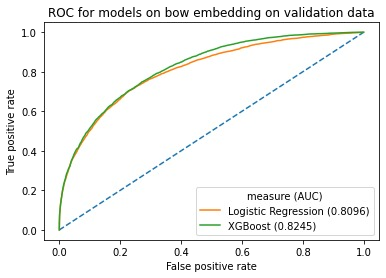 ROC for models on bow embedding on validation data
True positive rate
1.0
0.8
0.6
0.4
0.2
0.0
measure (AUC)
Logistic Regression (0.8096)
XGBoost (0.8245)
0.0 0.2 0.4 0.6 0.8 1.0
False positive rate